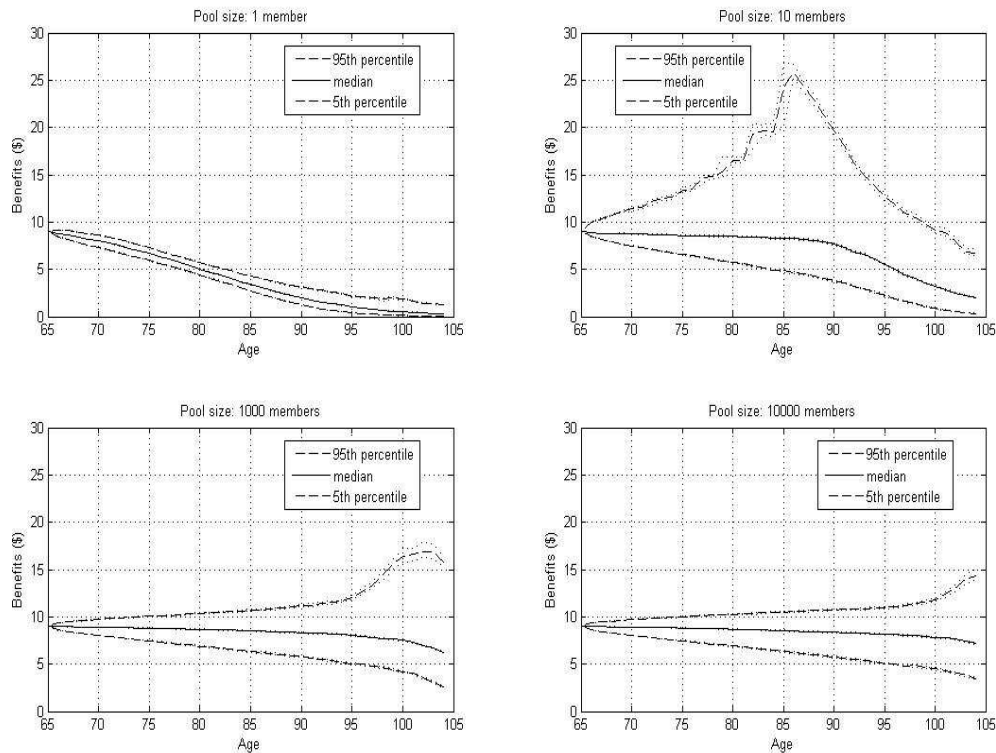 Pool size: 1 member
30
25
20
15
10
5
0
Benefits ($)
95th percentile
median
5th percentile
65 70 75 80 85 90 95 100 105
Age
Pool size: 10 members
30
25
20
15
10
5
0
Benefits ($)
95th percentile
median
5th percentile
65 70 75 80 85 90 95 100 105
Age
Pool size: 1000 members
30
25
20
15
10
5
0
Benefits ($)
95th percentile
median
5th percentile
65 70 75 80 85 90 95 100 105
Age
Pool size: 10000 members
30
25
20
15
10
5
0
Benefits ($)
95th percentile
median
5th percentile
65 70 75 80 85 90 95 100 105
Age